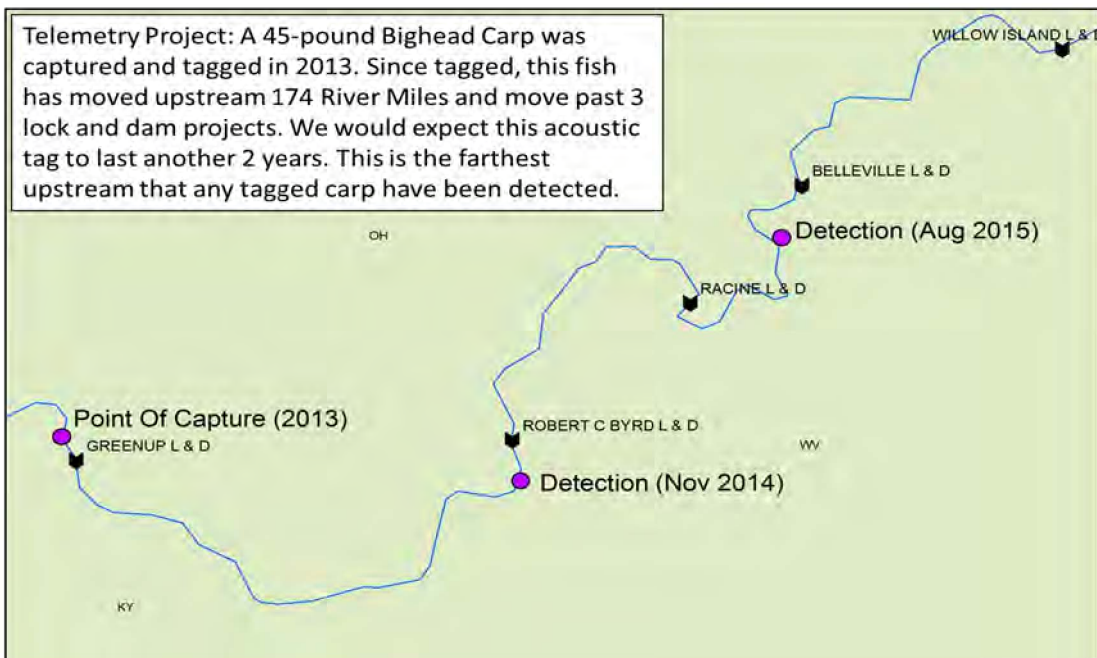 Telemetry Project: A 45-pound Bighead Carp was
captured and tagged in 2013. Since tagged, this fish
has moved upstream 174 River Miles and move past 3
lock and dam projects. We would expect this acoustic
tag to last another 2 years. This is the farthest
upstream that any tagged carp have been detected.
WILLOW ISLAND L & D
BELLEVILLE L & D
Detection (Aug 2015)
OH
RACINE L & D
Point Of Capture (2013)
GREENUP L & D
ROBERT C BYRD L & D
WV
Detection (Nov 2014)
KY